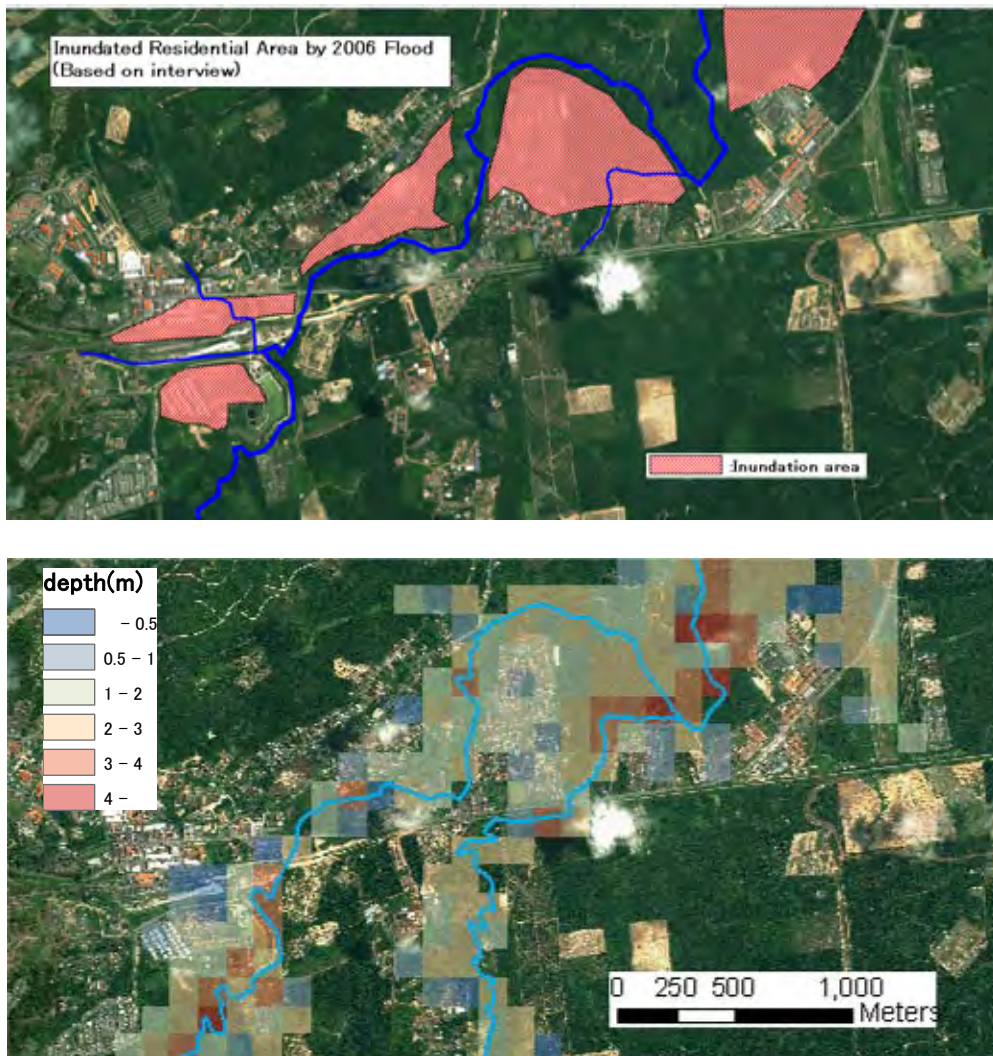 Inundated Residential Area by 2006 Flood
(Based on interview)
:Inundation area
depth(m)
- 0.5
0.5 - 1
1 - 2
2 - 3
3 - 4
4 -
0 250 500 1,000
Meters